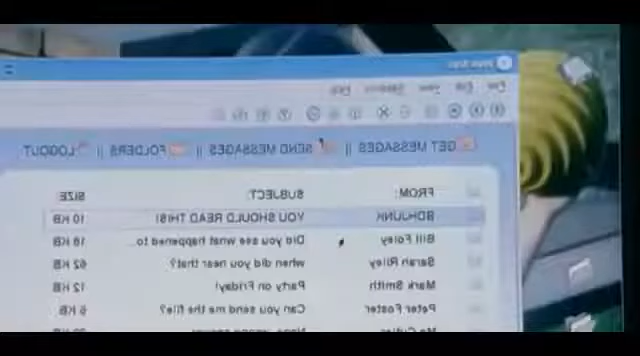 GET MESSAGES || SEND MESSAGES || FOLDERS || LOGOUT
FROM: SUBJECT: SIZE
BDHJUNK YOU SHOULD READ THIS! 10 KB
Bill Foley Did you see what happened to... 18 KB
Sarah Riley when did you hear that? 62 KB
Mark Smith Party on Friday! 12 KB
Peter Foster Can you send me the file? 6 KB